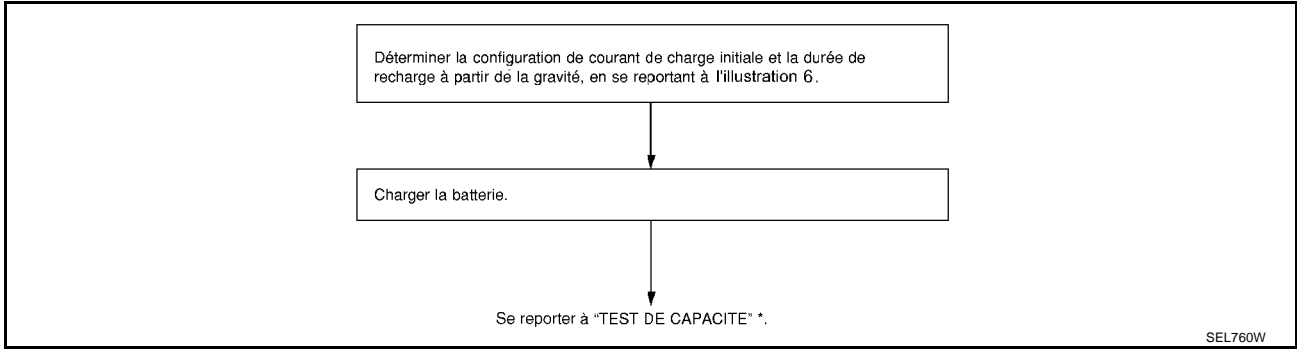 Déterminer la configuration de courant de charge initiale et la durée de
recharge à partir de la gravité, en se reportant à l'illustration 6.
Charger la batterie.
Se reporter à "TEST DE CAPACITE" *.
SEL760W